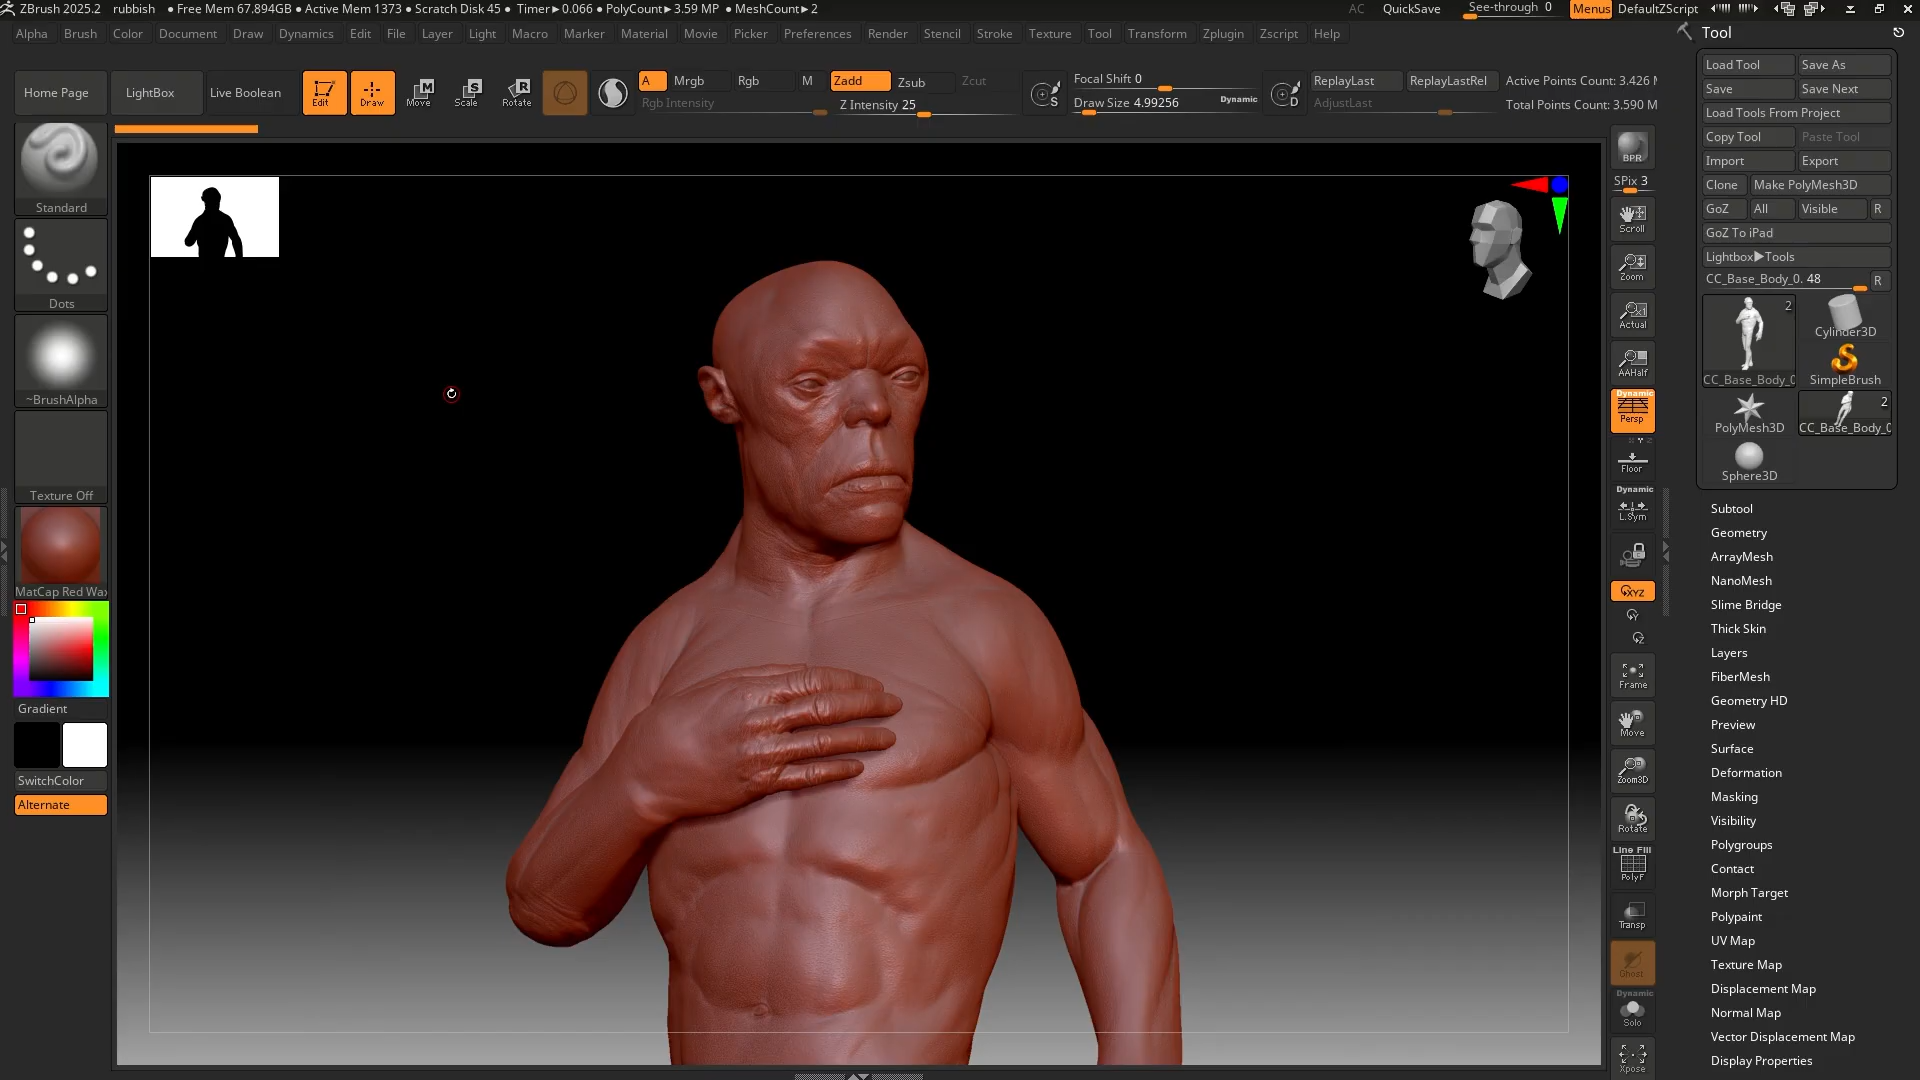 ZBrush 2025.2 rubbish • Free Mem 67.894GB • Active Mem 1373 • Scratch Disk 45 • Timer▶0.066 • PolyCount▶3.59 MP • MeshCount▶2
AC QuickSave See-through 0 Menus DefaultZScript
Alpha Brush Color Document Draw Dynamics Edit File Layer Light Macro Marker Material Movie Picker Preferences Render Stencil Stroke Texture Tool Transform Zplugin Zscript Help
Home Page
LightBox
Live Boolean
Edit
Draw
Move
Scale
Rotate
A Mrgb Rgb M Zadd Zsub Zcut
Rgb Intensity Z Intensity 25
Focal Shift 0
Draw Size 4.99256 Dynamic
ReplayLast ReplayLastRel
AdjustLast
Active Points Count: 3.426 M
Total Points Count: 3.590 M
Standard
Dots
~BrushAlpha
Texture Off
MatCap Red Wax
Gradient
SwitchColor
Alternate
BPR
SPix 3
Scroll
Zoom
Actual
AAHalf
Dynamic
Persp
Floor
Dynamic
L.Sym
XYZ
Y
Z
Frame
Move
Zoom3D
Rotate
Line Fill
PolyF
Transp
Ghost
Dynamic
Solo
Xpose
Tool
Load Tool Save As
Save Save Next
Load Tools From Project
Copy Tool Paste Tool
Import Export
Clone Make PolyMesh3D
GoZ All Visible R
GoZ To iPad
Lightbox▶Tools
CC_Base_Body_0. 48 R
2
CC_Base_Body_0
Cylinder3D
SimpleBrush
PolyMesh3D
2
CC_Base_Body_0
Sphere3D
Subtool
Geometry
ArrayMesh
NanoMesh
Slime Bridge
Thick Skin
Layers
FiberMesh
Geometry HD
Preview
Surface
Deformation
Masking
Visibility
Polygroups
Contact
Morph Target
Polypaint
UV Map
Texture Map
Displacement Map
Normal Map
Vector Displacement Map
Display Properties